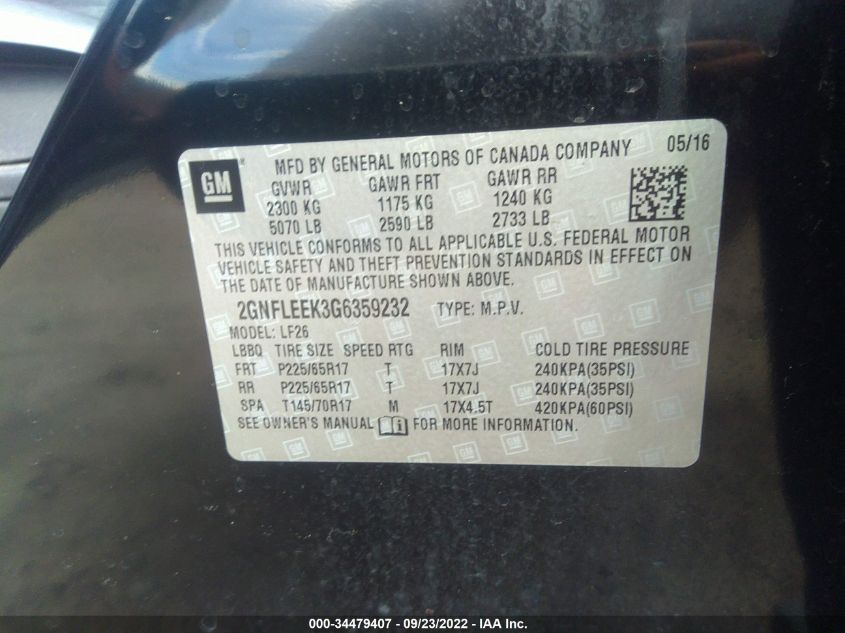 GM ® MFD BY GENERAL MOTORS OF CANADA COMPANY 05/16
GVWR GAWR FRT GAWR RR
2300 KG 1175 KG 1240 KG
5070 LB 2590 LB 2733 LB
THIS VEHICLE CONFORMS TO ALL APPLICABLE U.S. FEDERAL MOTOR
VEHICLE SAFETY AND THEFT PREVENTION STANDARDS IN EFFECT ON
THE DATE OF MANUFACTURE SHOWN ABOVE.
2GNFLEEK3G6359232 TYPE: M.P.V.
MODEL: LF26
LBBQ TIRE SIZE SPEED RTG RIM COLD TIRE PRESSURE
FRT P225/65R17 T 17X7J 240KPA(35PSI)
RR P225/65R17 T 17X7J 240KPA(35PSI)
SPA T145/70R17 M 17X4.5T 420KPA(60PSI)
SEE OWNER'S MANUAL FOR MORE INFORMATION.
000-34479407 - 09/23/2022 - IAA Inc.